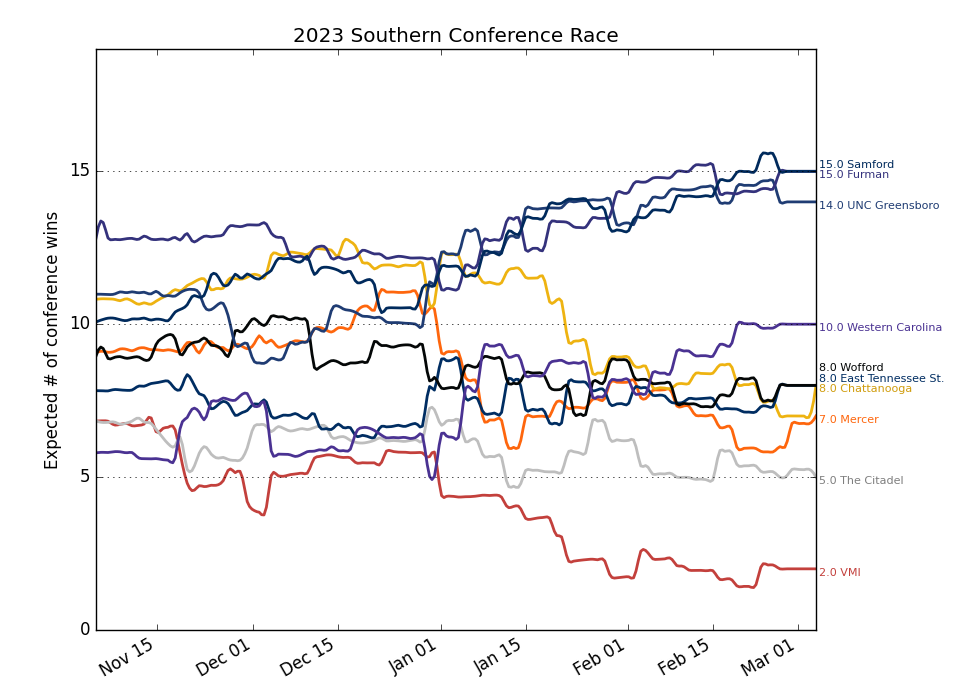 2023 Southern Conference Race
Expected # of conference wins
15
10
5
0
Nov 15
Dec 01
Dec 15
Jan 01
Jan 15
Feb 01
Feb 15
Mar 01
15.0 Samford
15.0 Furman
14.0 UNC Greensboro
10.0 Western Carolina
8.0 Wofford
8.0 East Tennessee St.
8.0 Chattanooga
7.0 Mercer
5.0 The Citadel
2.0 VMI